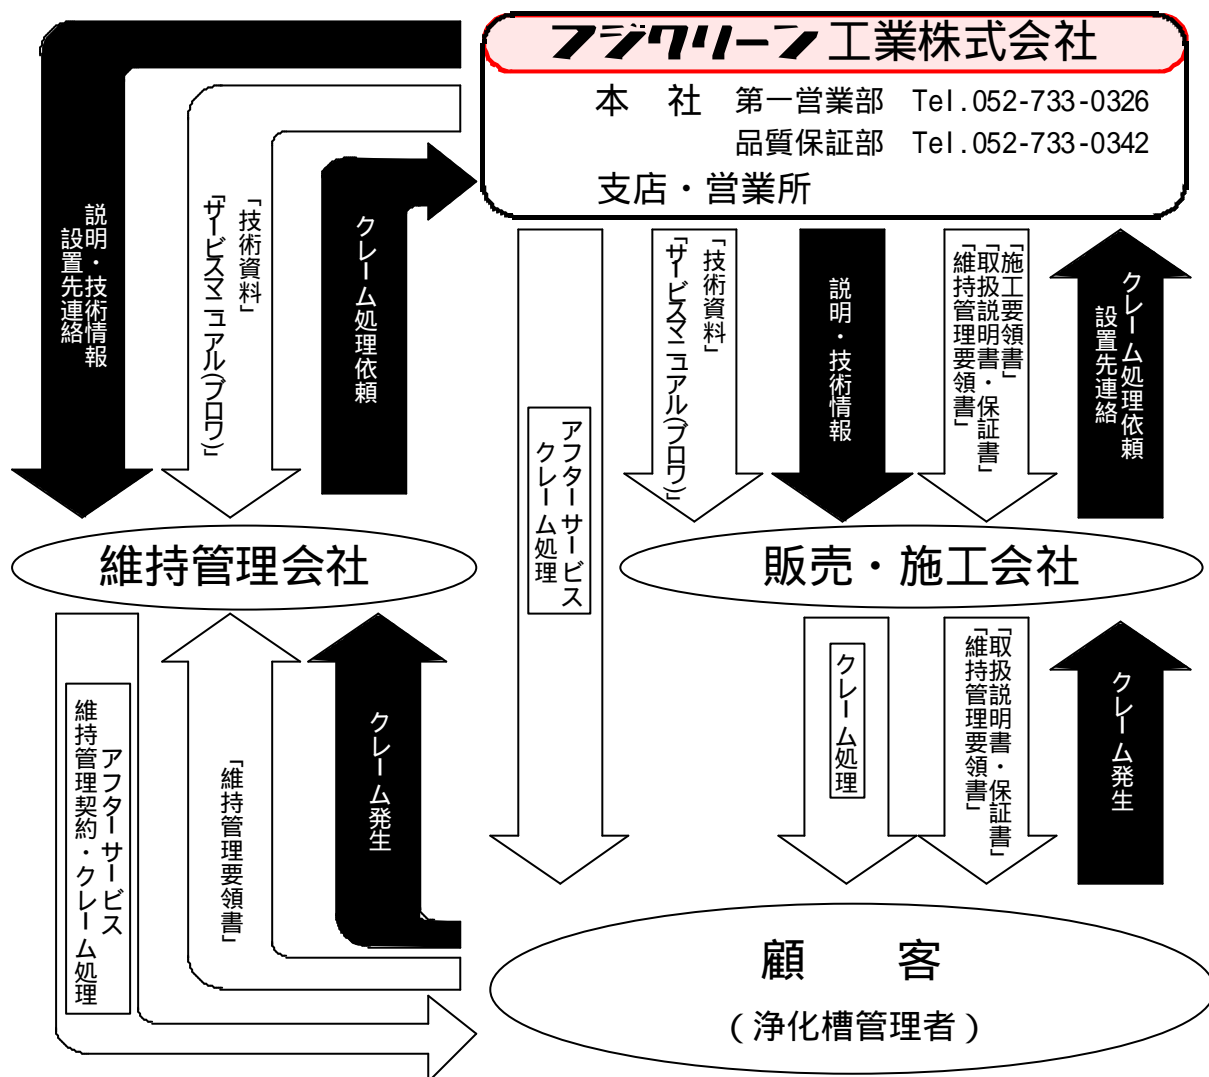 フジクリーン工業株式会社
本 社 第一営業部 Tel.052-733-0326
品質保証部 Tel.052-733-0342
支店・営業所
説明・技術情報
設置先連絡
「技術資料」
「サービスマニュアル(ブロワ)」
クレーム処理依頼
アフターサービス
クレーム処理
「技術資料」
「サービスマニュアル(ブロワ)」
説明・技術情報
「施工要領書」
「取扱説明書・保証書」
「維持管理要領書」
クレーム処理依頼
設置先連絡
維持管理会社
販売・施工会社
アフターサービス
維持管理契約・クレーム処理
「維持管理要領書」
クレーム発生
クレーム処理
「取扱説明書・保証書」
「維持管理要領書」
クレーム発生
顧 客
(浄化槽管理者)